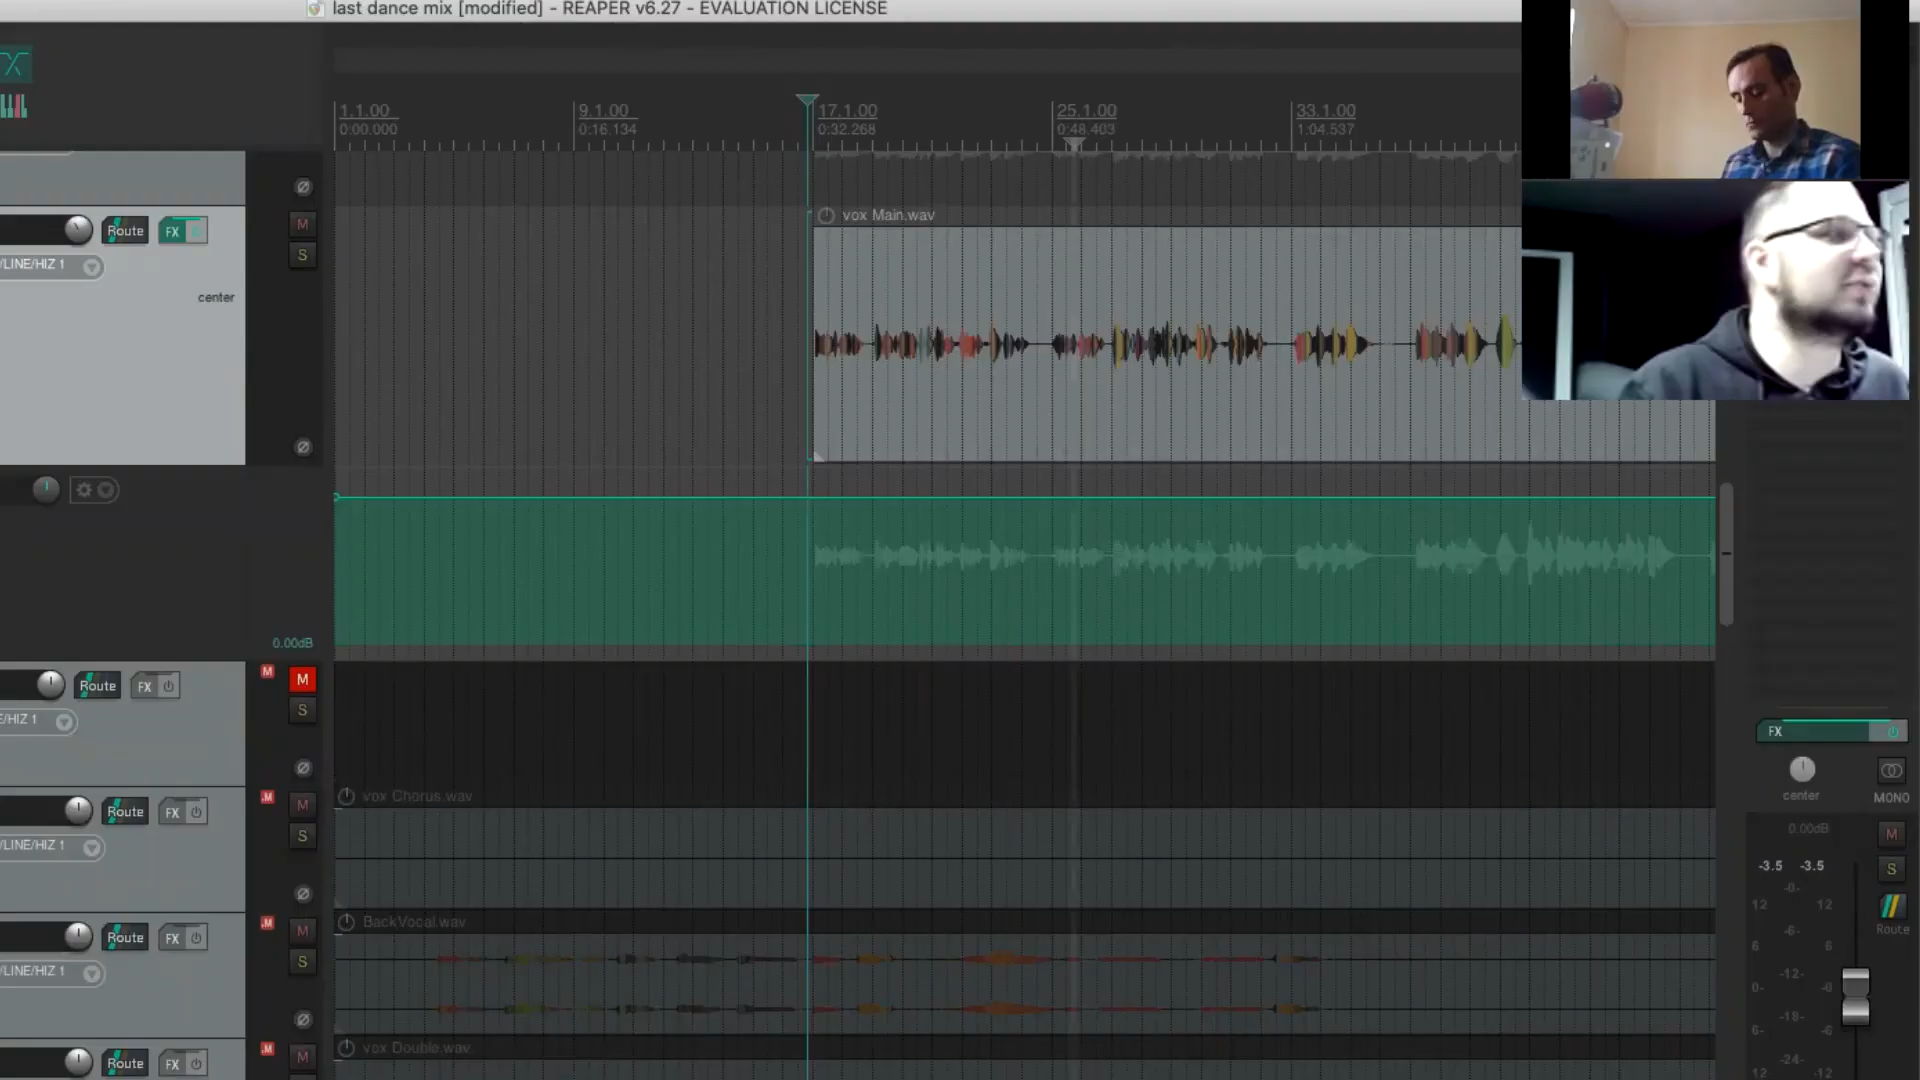 last dance mix [modified] - REAPER v6.27 - EVALUATION LICENSE
1.1.00
0:00.000
9.1.00
0:16.134
17.1.00
0:32.268
25.1.00
0:48.403
33.1.00
1:04.537
Route
FX
M
S
/LINE/HIZ 1
center
vox Main.wav
0.00dB
M
M
Route
FX
S
E/HIZ 1
vox Chorus.wav
M
M
Route
FX
S
/LINE/HIZ 1
BackVocal.wav
M
M
Route
FX
S
/LINE/HIZ 1
vox Double.wav
M
M
Route
FX
FX
center
MONO
0.00dB
M
-3.5 -3.5
S
-0-
12 12
Route
-6-
6 6
-12-
0- -0
-18-
6- -6
-24-
12 -12